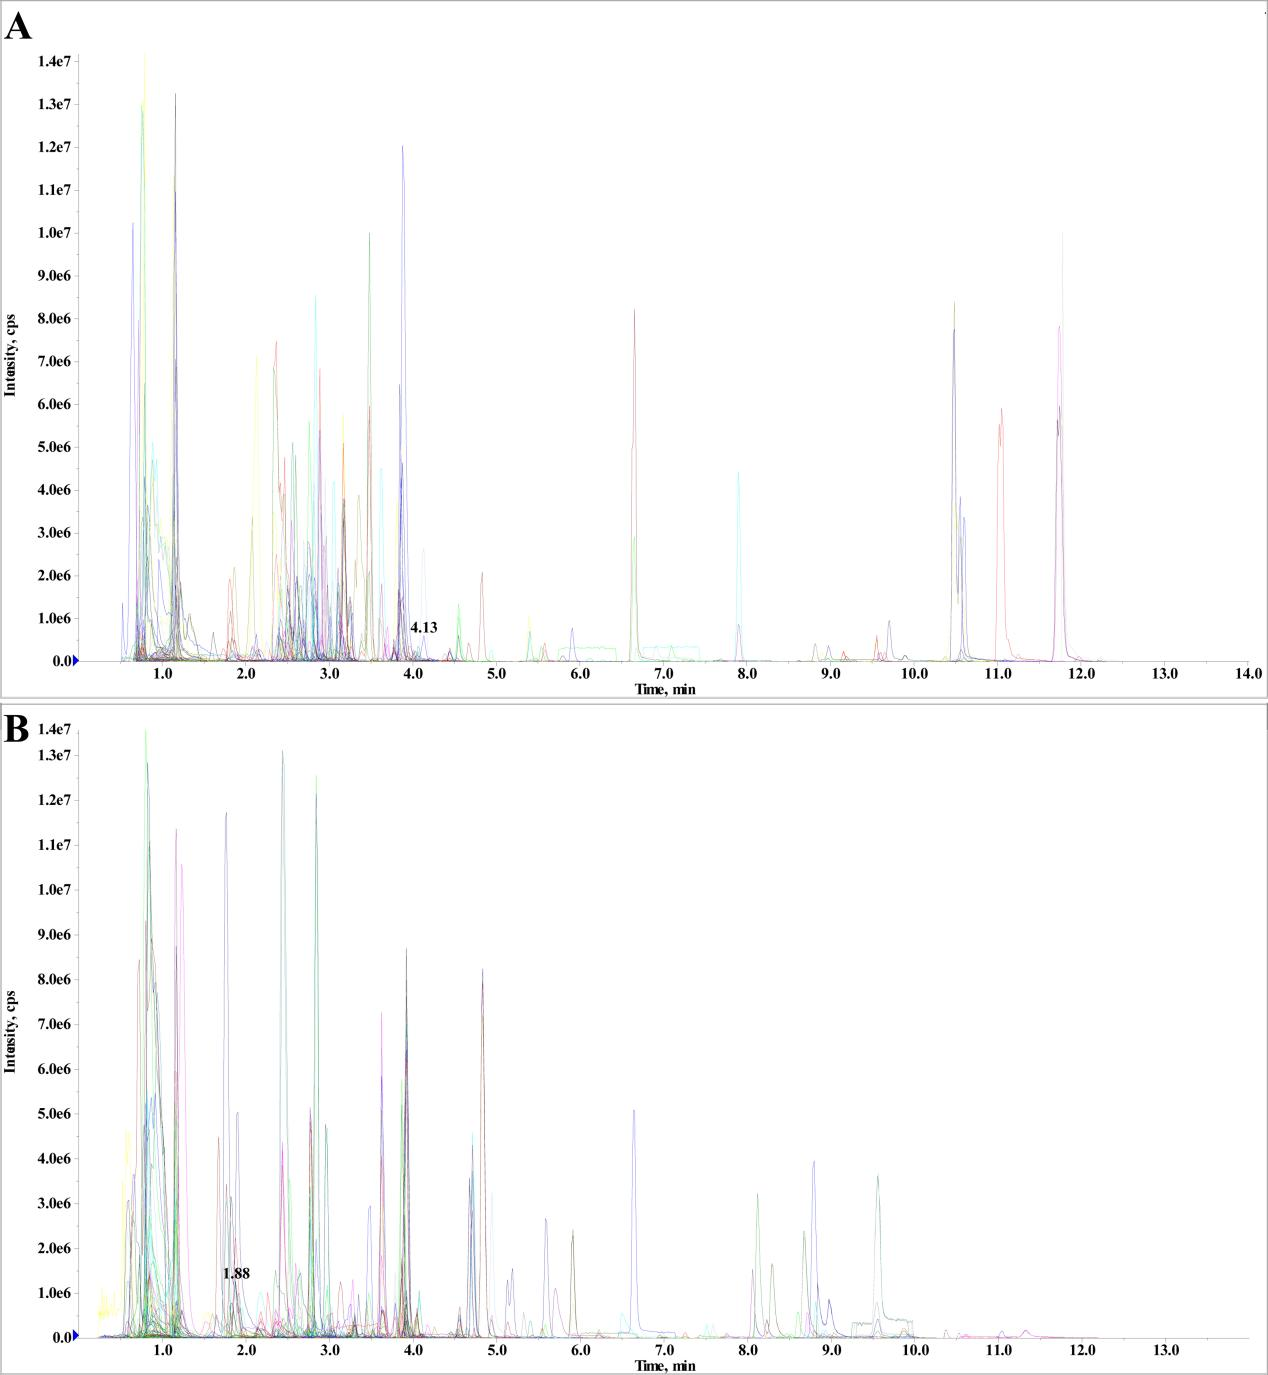 A
1.4e7
1.3e7
1.2e7
1.1e7
1.0e7
9.0e6
8.0e6
7.0e6
6.0e6
5.0e6
4.0e6
3.0e6
2.0e6
1.0e6
0.0
Intensity, cps
4.13
1.0 2.0 3.0 4.0 5.0 6.0 7.0 8.0 9.0 10.0 11.0 12.0 13.0 14.0
Time, min
B
1.4e7
1.3e7
1.2e7
1.1e7
1.0e7
9.0e6
8.0e6
7.0e6
6.0e6
5.0e6
4.0e6
3.0e6
2.0e6
1.0e6
0.0
Intensity, cps
1.88
1.0 2.0 3.0 4.0 5.0 6.0 7.0 8.0 9.0 10.0 11.0 12.0 13.0
Time, min